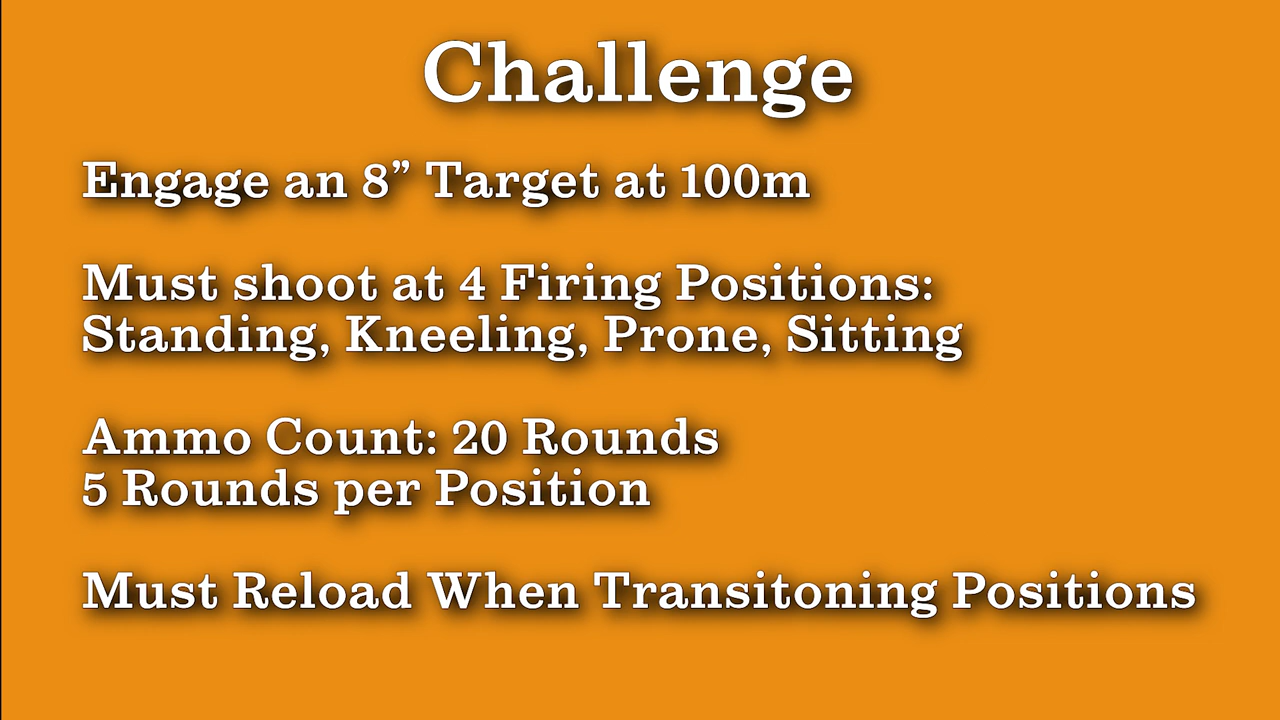 Challenge
Engage an 8” Target at 100m
Must shoot at 4 Firing Positions:
Standing, Kneeling, Prone, Sitting
Ammo Count: 20 Rounds
5 Rounds per Position
Must Reload When Transitoning Positions